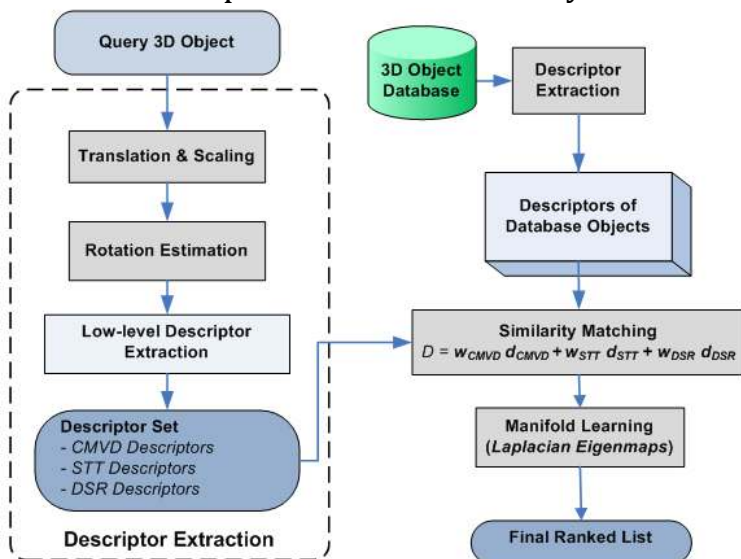 Query 3D Object
Translation & Scaling
Rotation Estimation
Low-level Descriptor
Extraction
Descriptor Set
- CMVD Descriptors
- STT Descriptors
- DSR Descriptors
Descriptor Extraction
3D Object
Database
Descriptor
Extraction
Descriptors of
Database Objects
Similarity Matching
D = wCMVD dCMVD + wSTT dSTT + wDSR dDSR
Manifold Learning
(Laplacian Eigenmaps)
Final Ranked List